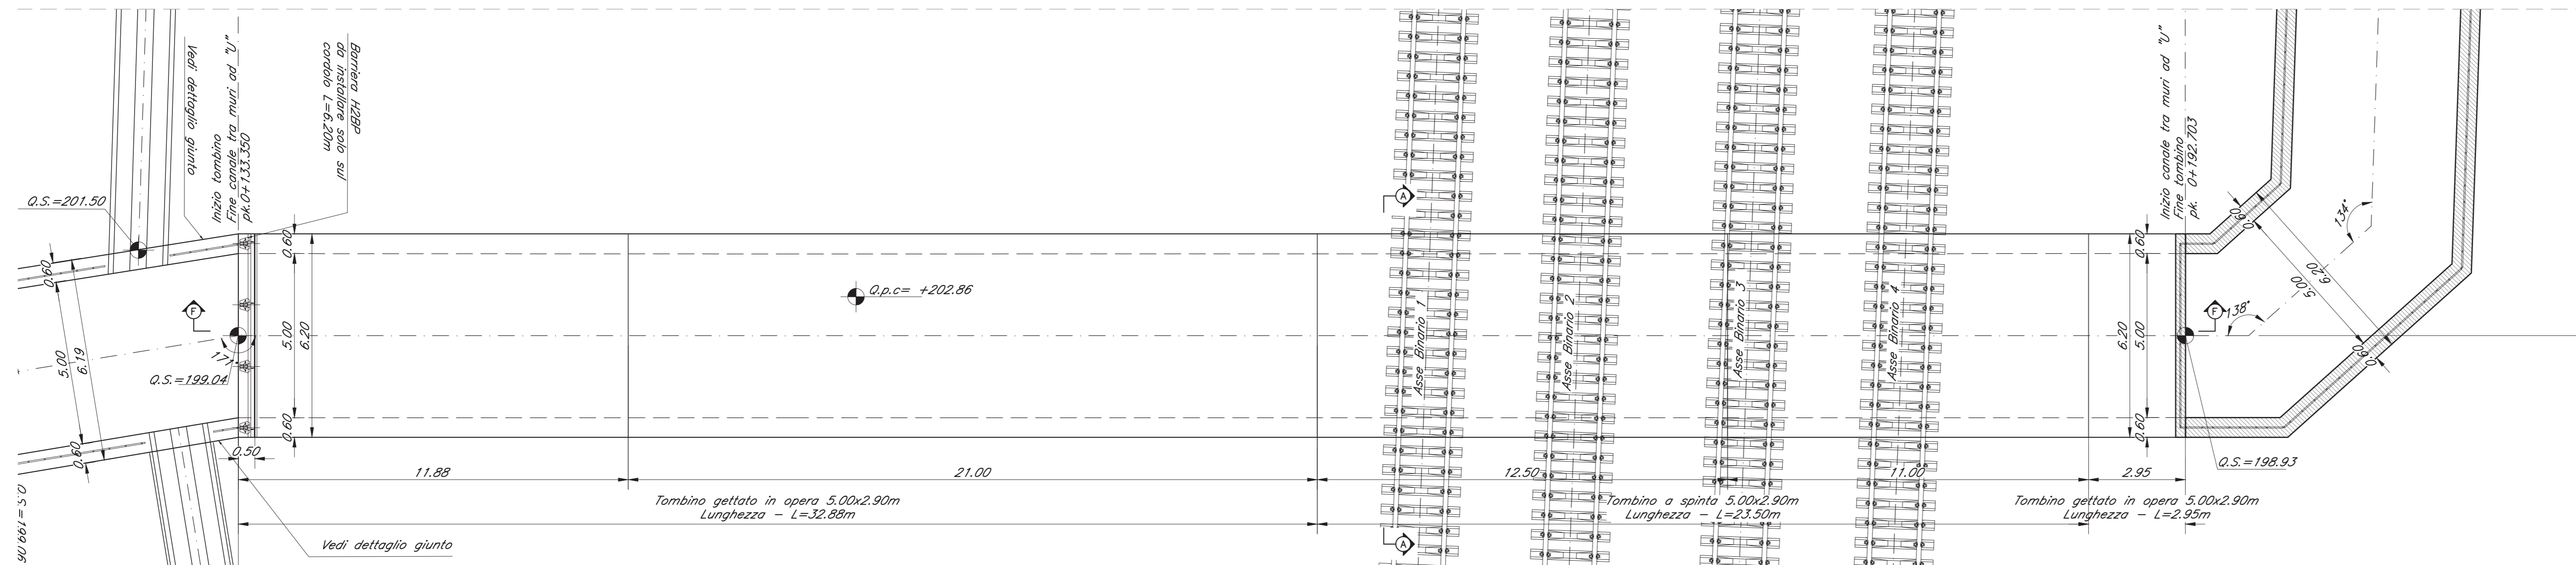 Vedi dettaglio giunto
Inizio tombino
Fine canale tra muri ad "U"
pk.0+133.350
Barriera H2BP
da installare solo sul
cordolo L=6.20m
Q.S.=201.50
0.60
5.00
6.19
0.60
F
Q.S.=199.04
0.60
5.00
6.20
0.60
0.50
Q.p.c= +202.86
A
Asse Binario 1
Asse Binario 2
Asse Binario 3
Asse Binario 4
A
Inizio canale tra muri ad "U"
Fine tombino
pk. 0+192.703
0.60
6.20
5.00
0.60
0.60
6.20
5.00
0.60
134°
138°
F
Q.S.=198.93
11.88
21.00
12.50
11.00
2.95
Tombino gettato in opera 5.00x2.90m
Lunghezza – L=32.88m
Tombino a spinta 5.00x2.90m
Lunghezza – L=23.50m
Tombino gettato in opera 5.00x2.90m
Lunghezza – L=2.95m
Vedi dettaglio giunto
Q.S.=199.06